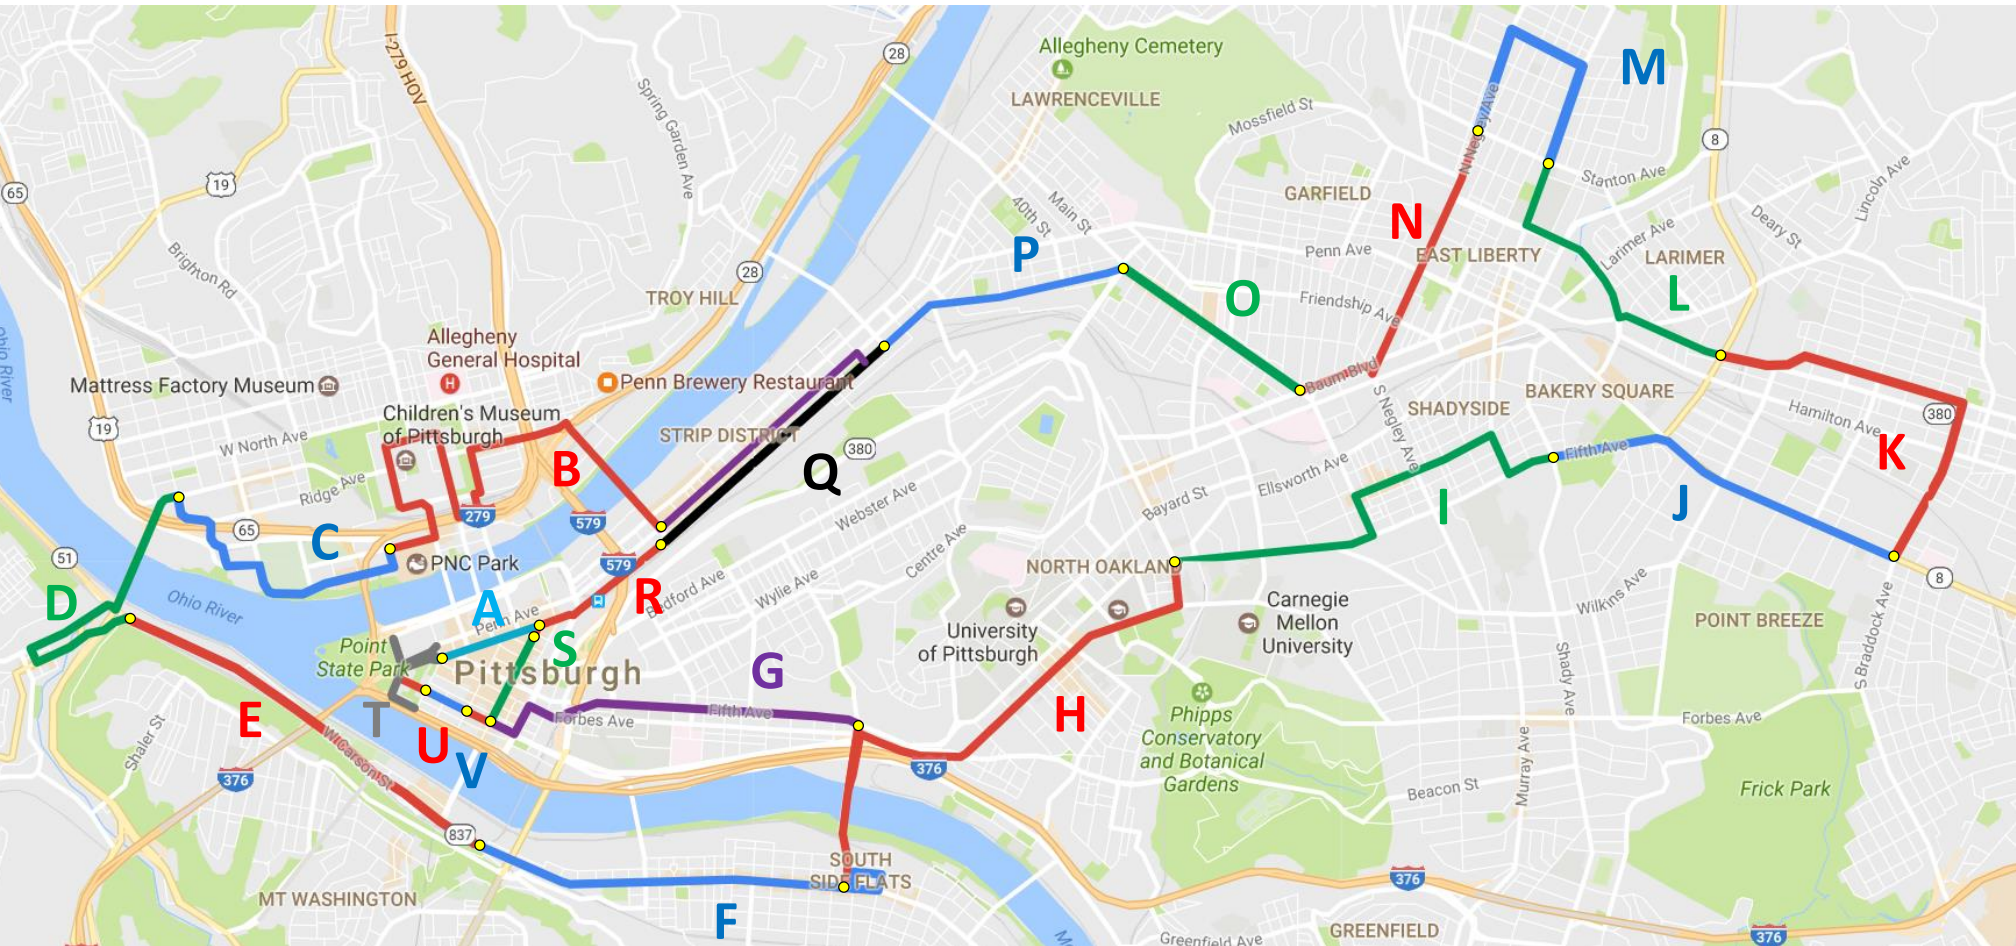 28
Allegheny Cemetery
LAWRENCEVILLE
I-279 HOV
Spring Garden Ave
Mossfield St
N Negley Ave
M
8
Stanton Ave
Lincoln Ave
65
19
40th St
Main St
GARFIELD
N
Deary St
Penn Ave
EAST LIBERTY
Larimer Ave
LARIMER
P
Brighton Rd
28
TROY HILL
O
Friendship Ave
L
Ohio River
Allegheny
General Hospital
H
Mattress Factory Museum
Penn Brewery Restaurant
Baum Blvd
S Negley Ave
SHADYSIDE
BAKERY SQUARE
Hamilton Ave
380
Children's Museum
of Pittsburgh
19
W North Ave
STRIP DISTRICT
380
Q
B
Fifth Ave
K
Ridge Ave
279
579
Webster Ave
Bayard St
Ellsworth Ave
I
J
65
C
PNC Park
579
Centre Ave
NORTH OAKLAND
51
D
Ohio River
A
Penn Ave
R
Bedford Ave
Wylie Ave
University
of Pittsburgh
Carnegie
Mellon
University
Wilkins Ave
8
POINT BREEZE
S Braddock Ave
Point
State Park
Pittsburgh
S
G
Shady Ave
E
T
U
V
Forbes Ave
Fifth Ave
H
Phipps
Conservatory
and Botanical
Gardens
Forbes Ave
Shaler St
W Carson St
376
376
Murray Ave
Beacon St
Frick Park
837
SOUTH
SIDE FLATS
MT WASHINGTON
F
376
GREENFIELD
Greenfield Ave
376